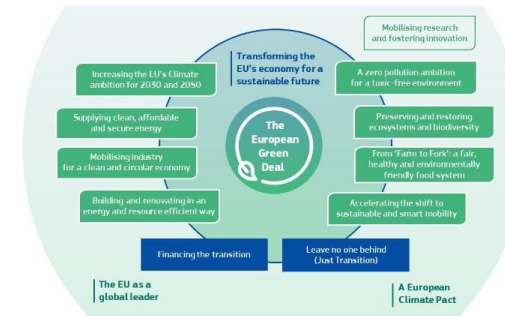 Mobilising research
and fostering innovation
Transforming the
EU's economy for a
sustainable future
Increasing the EU's Climate
ambition for 2030 and 2050
A zero pollution ambition
for a toxic-free environment
Supplying clean, affordable
and secure energy
Preserving and restoring
ecosystems and biodiversity
The
European
Green
Deal
Mobilising industry
for a clean and circular economy
From 'Farm to Fork': a fair,
healthy and environmentally
friendly food system
Building and renovating in an
energy and resource efficient way
Accelerating the shift to
sustainable and smart mobility
Financing the transition
Leave no one behind
(Just Transition)
The EU as a
global leader
A European
Climate Pact